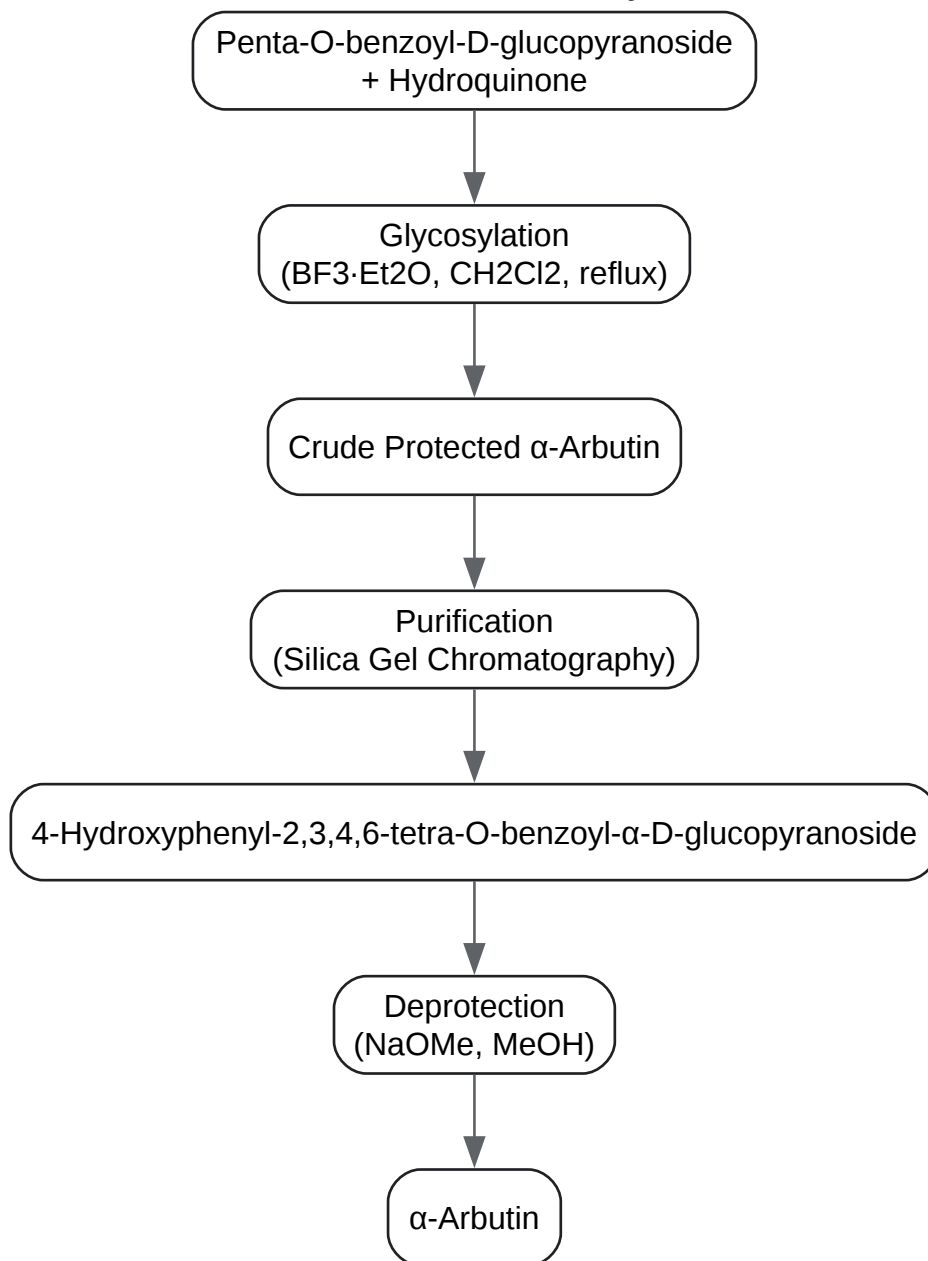 Penta-O-benzoyl-D-glucopyranoside
+ Hydroquinone
Glycosylation
(BF3·Et2O, CH2Cl2, reflux)
Crude Protected α-Arbutin
Purification
(Silica Gel Chromatography)
4-Hydroxyphenyl-2,3,4,6-tetra-O-benzoyl-α-D-glucopyranoside
Deprotection
(NaOMe, MeOH)
α-Arbutin